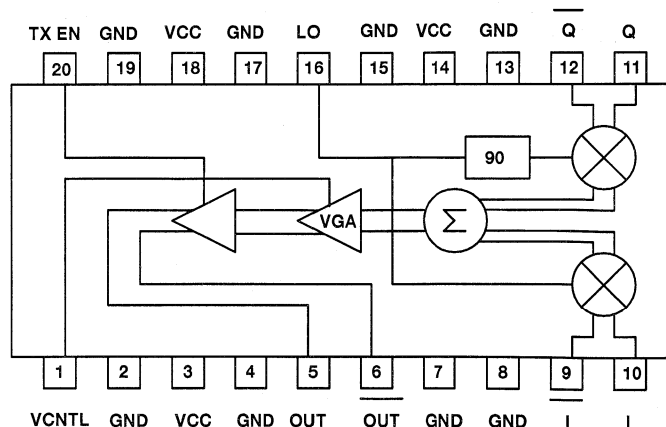 TX EN GND VCC GND LO GND VCC GND Q̅ Q
20 19 18 17 16 15 14 13 12 11
90
VGA Σ
1 2 3 4 5 6 7 8 9 10
VCNTL GND VCC GND OUT O̅U̅T̅ GND GND I̅ I